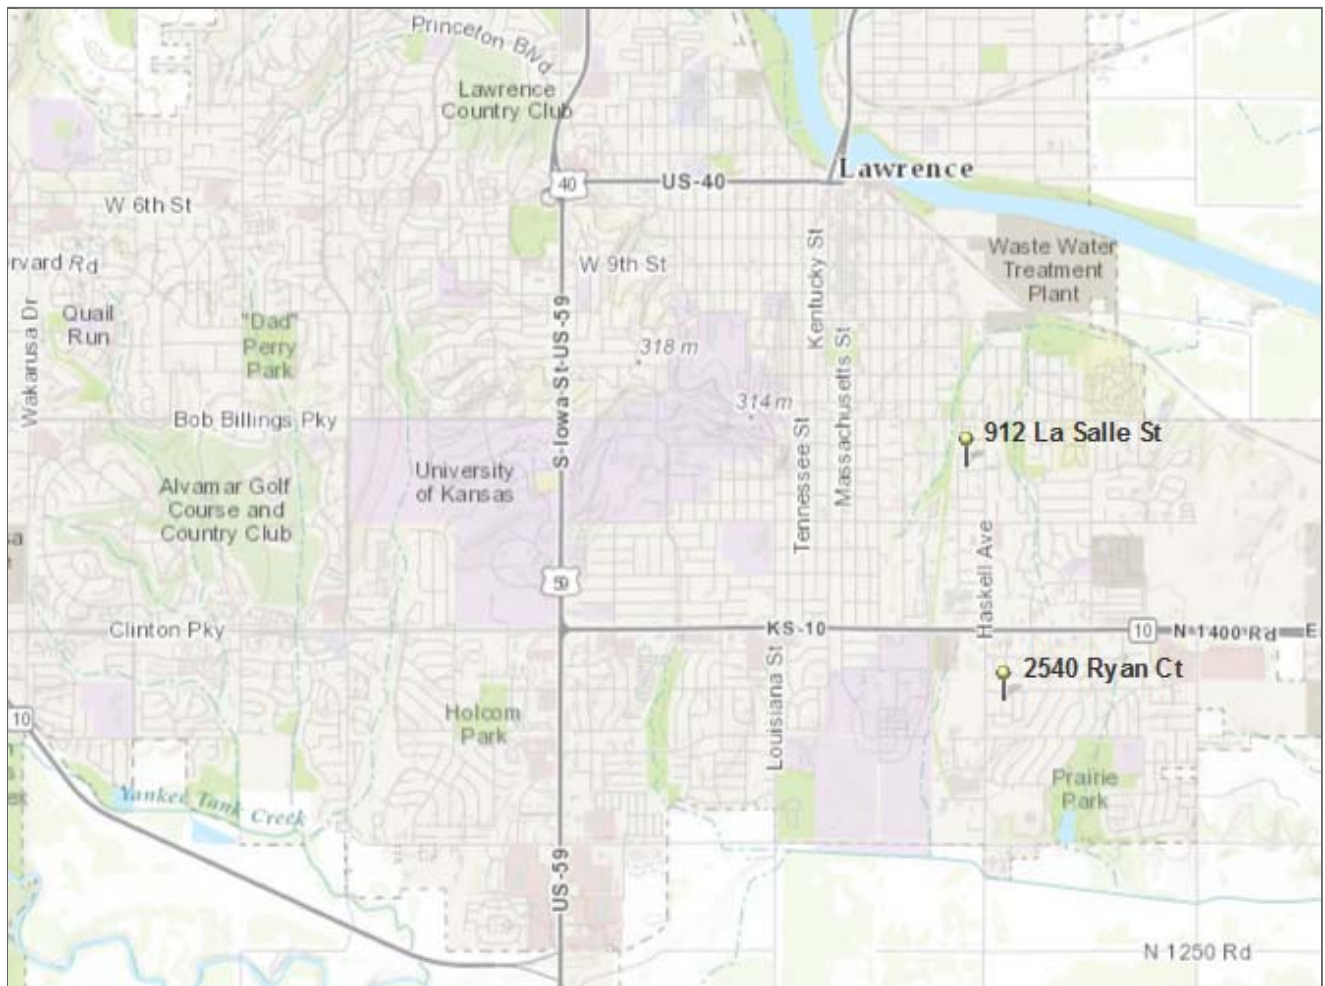 Princeton Blvd
Lawrence
Country Club
40
US-40
Lawrence
W 6th St
Waste Water
Treatment
Plant
rvard Rd
W 9th St
Kentucky St
Quail
Run
"Dad"
Perry
Park
Wakarusa Dr
S-Iowa-St-US-59
318 m
Massachusetts St
314 m
Bob Billings Pky
912 La Salle St
Tennessee St
University
of Kansas
Alvamar Golf
Course and
Country Club
sa
Haskell Ave
59
Clinton Pky
KS-10
10
N 1400 Rd
E
2540 Ryan Ct
Louisiana St
10
Holcom
Park
Prairie
Park
Yankee Tank Creek
US-59
N 1250 Rd